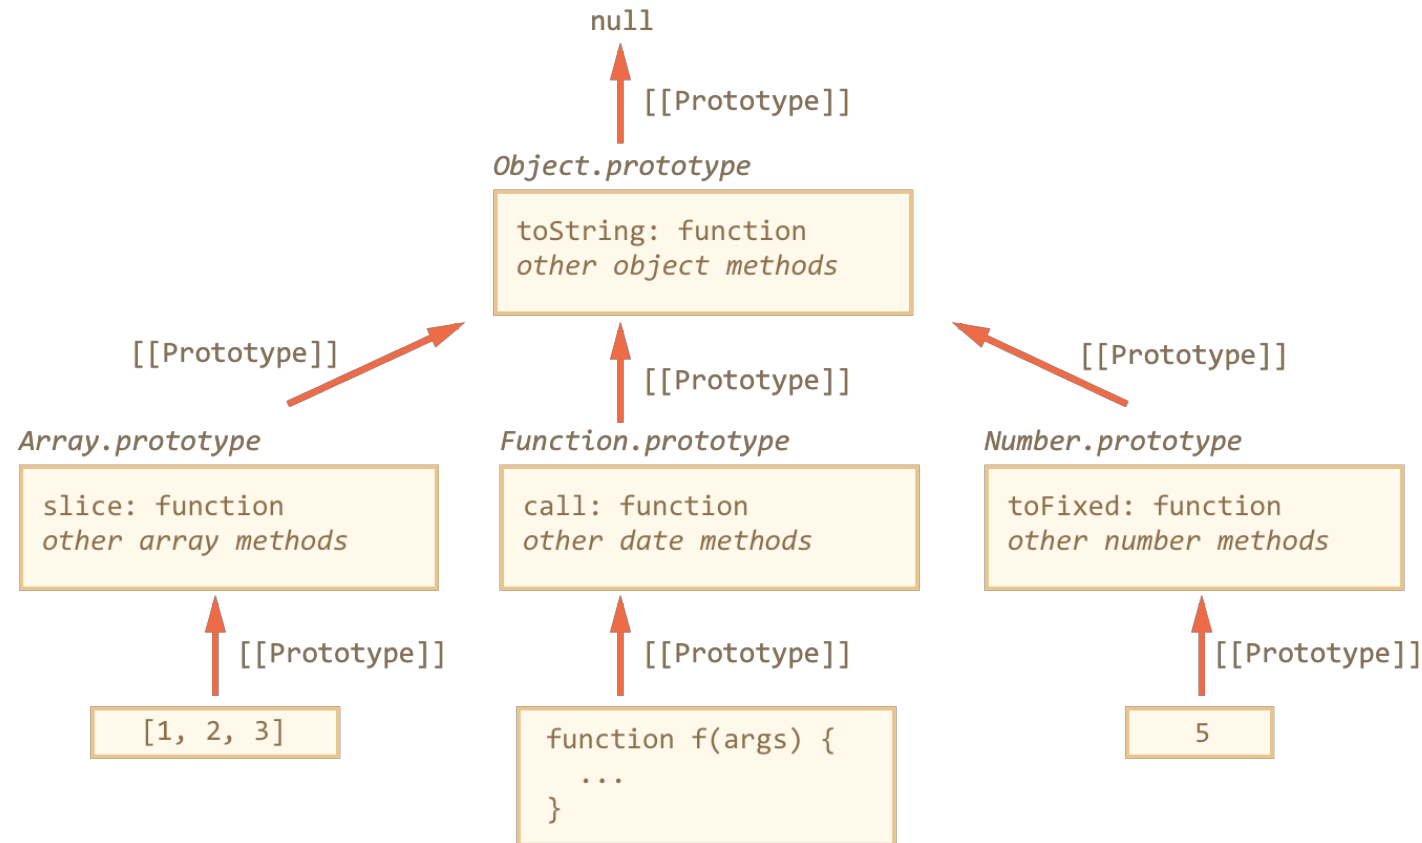 null
[[Prototype]]
Object.prototype
toString: function
other object methods
[[Prototype]]
[[Prototype]]
[[Prototype]]
Array.prototype
Function.prototype
Number.prototype
slice: function
other array methods
call: function
other date methods
toFixed: function
other number methods
[[Prototype]]
[[Prototype]]
[[Prototype]]
[1, 2, 3]
function f(args) {
...
}
5